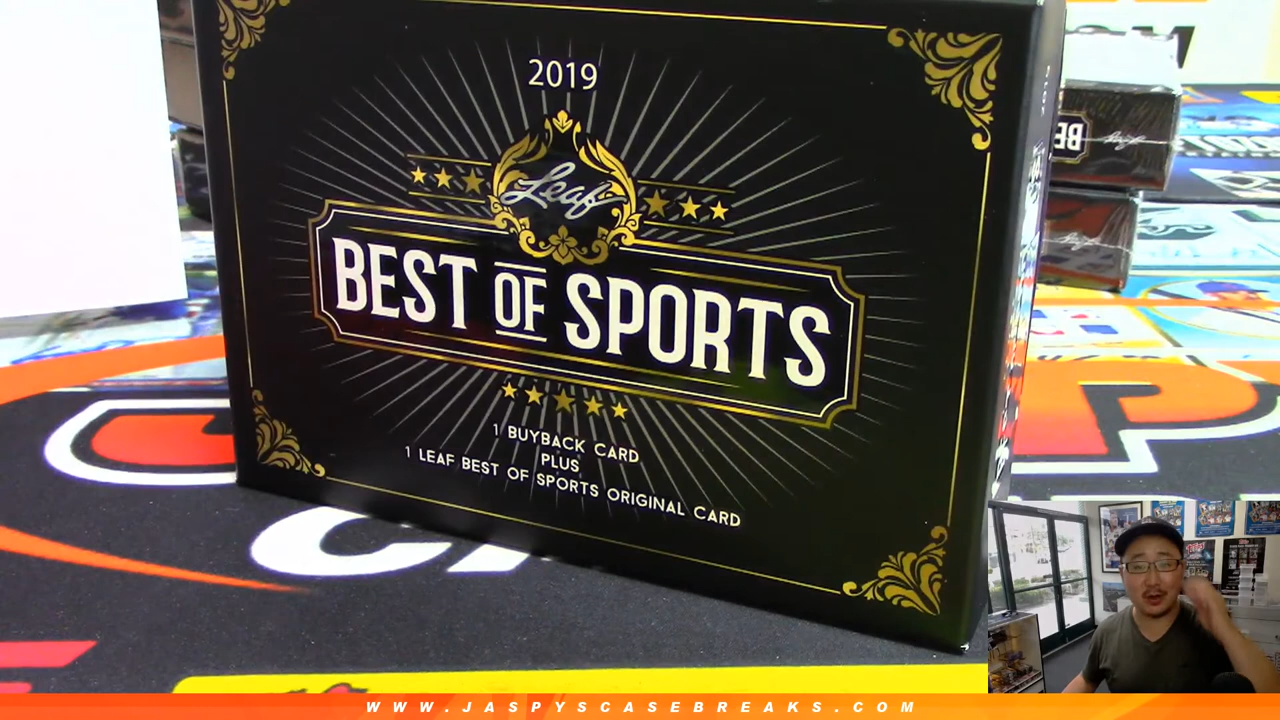 2019
Leaf
BEST OF SPORTS
1 BUYBACK CARD
PLUS
1 LEAF BEST OF SPORTS ORIGINAL CARD
WWW.JASPYSCASEBREAKS.COM